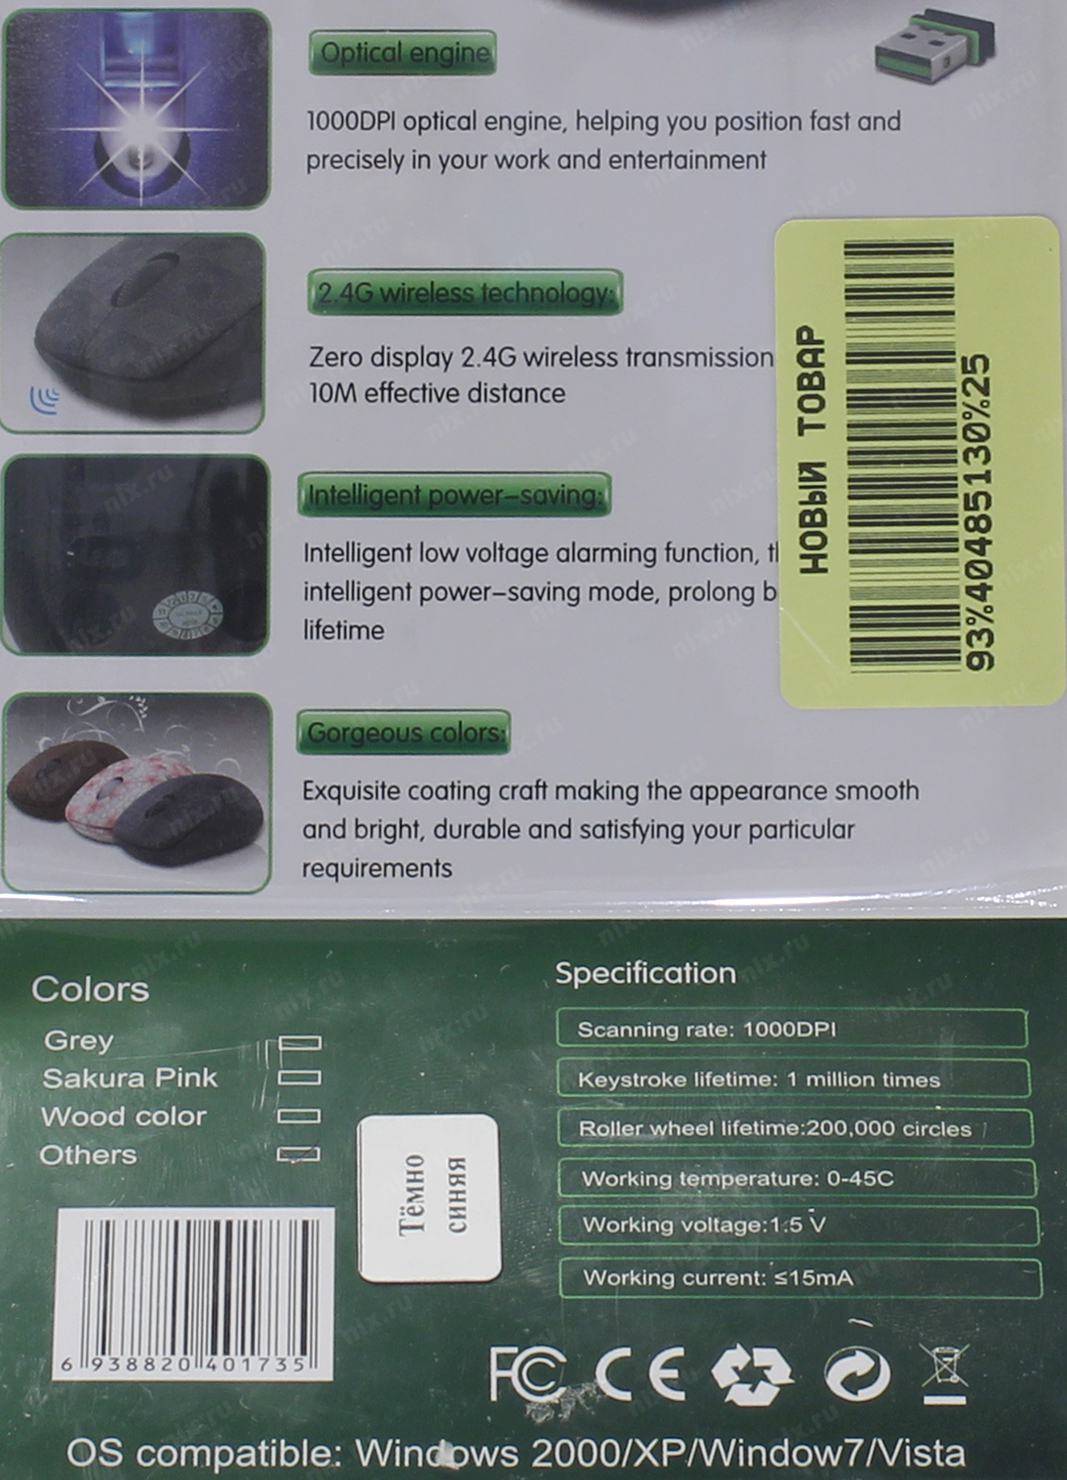 Optical engine
1000DPI optical engine, helping you position fast and
precisely in your work and entertainment
2.4G wireless technology:
Zero display 2.4G wireless transmission
10M effective distance
Intelligent power-saving:
Intelligent low voltage alarming function,
intelligent power-saving mode, prolong
lifetime
НОВЫЙ ТОВАР
93%40485130%25
Gorgeous colors:
Exquisite coating craft making the appearance smooth
and bright, durable and satisfying your particular
requirements
Colors
Grey
Sakura Pink
Wood color
Others
Тёмно
синяя
6 938820 401735
Specification
Scanning rate: 1000DPI
Keystroke lifetime: 1 million times
Roller wheel lifetime:200,000 circles
Working temperature: 0-45C
Working voltage:1.5 V
Working current: ≤15mA
FC CE
OS compatible: Windows 2000/XP/Window7/Vista
nix.ru